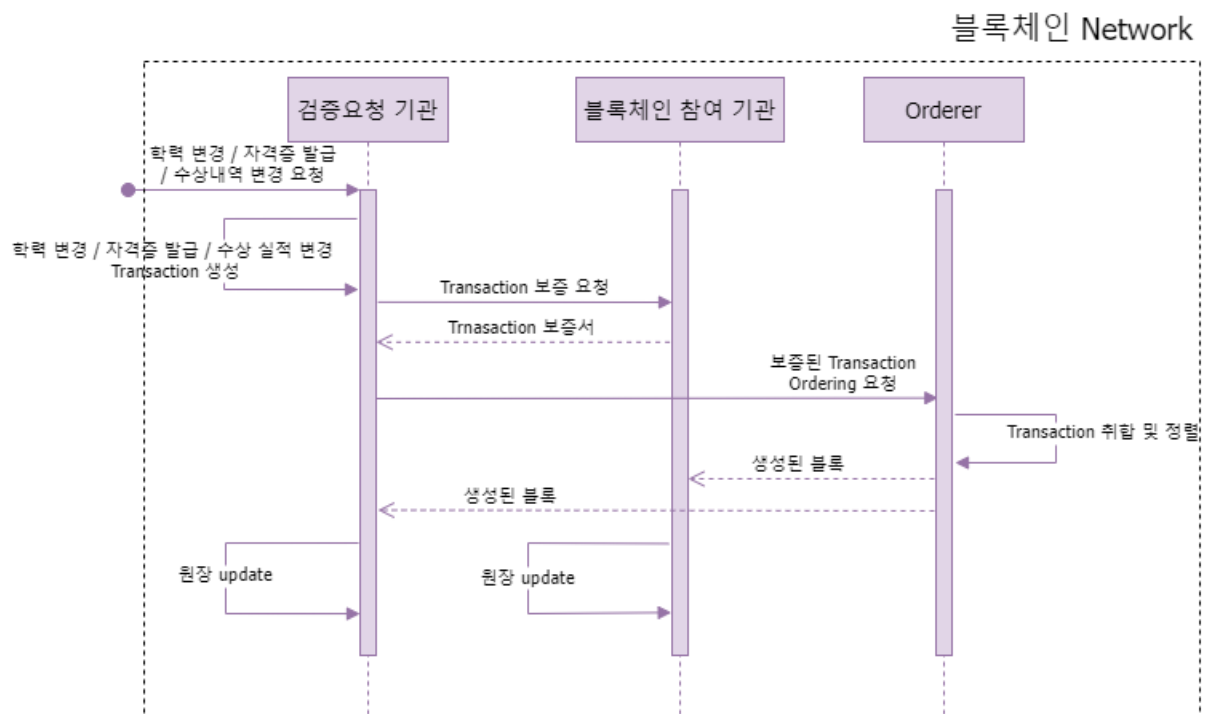 블록체인 Network
검증요청 기관
블록체인 참여 기관
Orderer
학력 변경 / 자격증 발급
/ 수상내역 변경 요청
학력 변경 / 자격증 발급 / 수상 실적 변경
Transaction 생성
Transaction 보증 요청
Trnasaction 보증서
보증된 Transaction
Ordering 요청
Transaction 취합 및 정렬
생성된 블록
생성된 블록
원장 update
원장 update